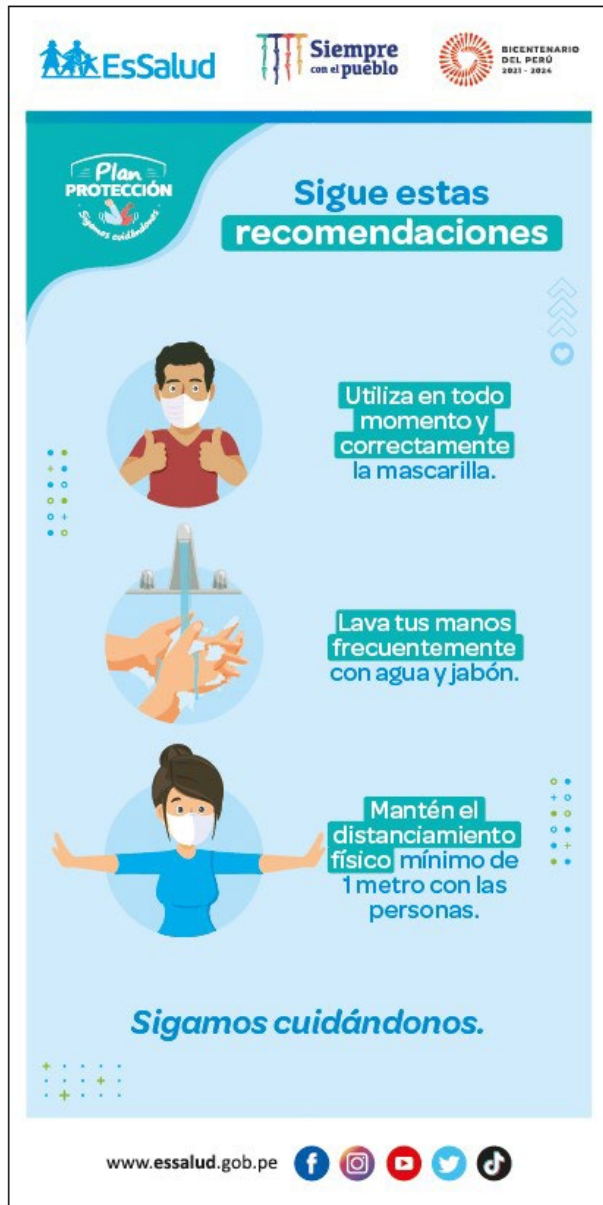 EsSalud
Siempre
con el pueblo
BICENTENARIO
DEL PERÚ
2021 - 2024
Plan
PROTECCIÓN
Sigamos cuidándonos
Sigue estas
recomendaciones
Utiliza en todo
momento y
correctamente
la mascarilla.
Lava tus manos
frecuentemente
con agua y jabón.
Mantén el
distanciamiento
físico mínimo de
1 metro con las
personas.
Sigamos cuidándonos.
www.essalud.gob.pe